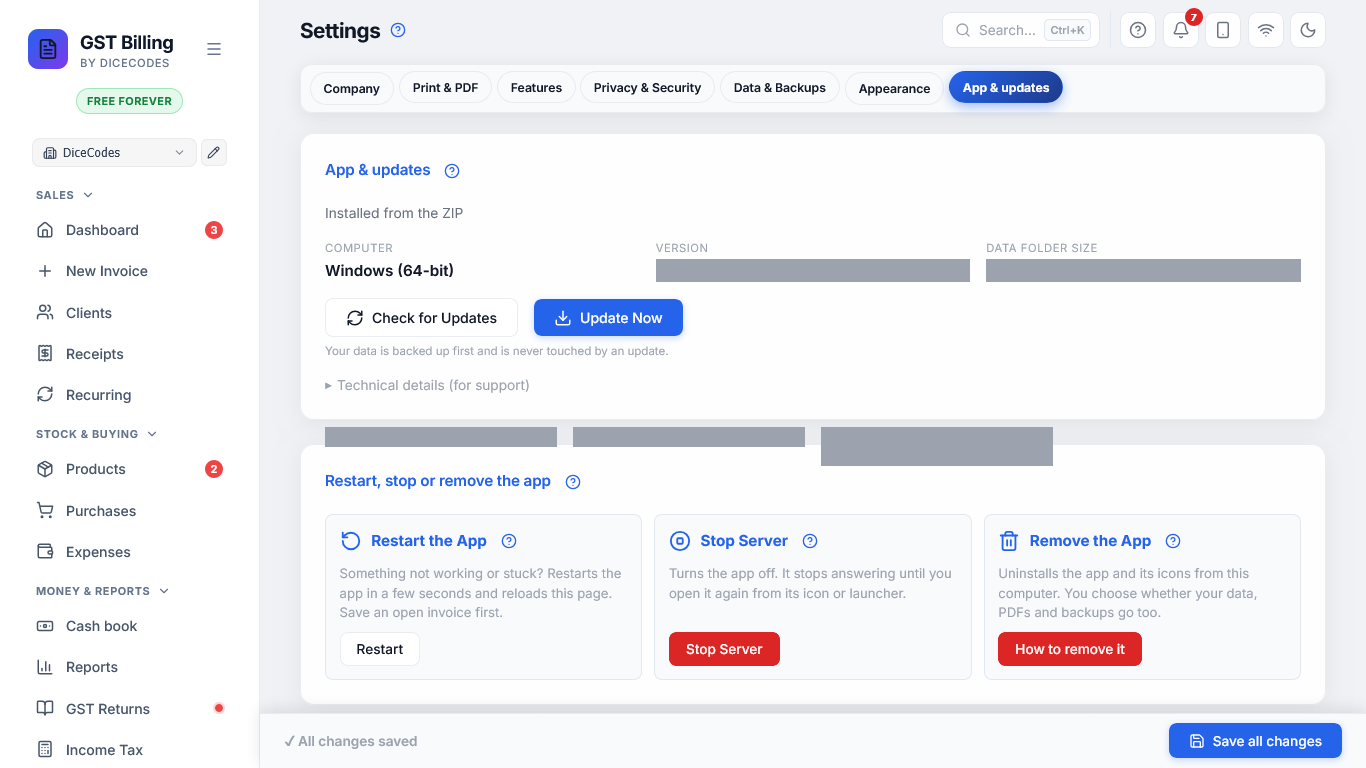 GST Billing
BY DICECODES
FREE FOREVER
DiceCodes
SALES
Dashboard 3
New Invoice
Clients
Receipts
Recurring
STOCK & BUYING
Products 2
Purchases
Expenses
MONEY & REPORTS
Cash book
Reports
GST Returns
Income Tax
Settings
Search... Ctrl+K
7
Company Print & PDF Features Privacy & Security Data & Backups Appearance App & updates
App & updates
Installed from the ZIP
COMPUTER VERSION DATA FOLDER SIZE
Windows (64-bit)
Check for Updates Update Now
Your data is backed up first and is never touched by an update.
Technical details (for support)
Restart, stop or remove the app
Restart the App
Something not working or stuck? Restarts the
app in a few seconds and reloads this page.
Save an open invoice first.
Restart
Stop Server
Turns the app off. It stops answering until you
open it again from its icon or launcher.
Stop Server
Remove the App
Uninstalls the app and its icons from this
computer. You choose whether your data,
PDFs and backups go too.
How to remove it
✓ All changes saved
Save all changes